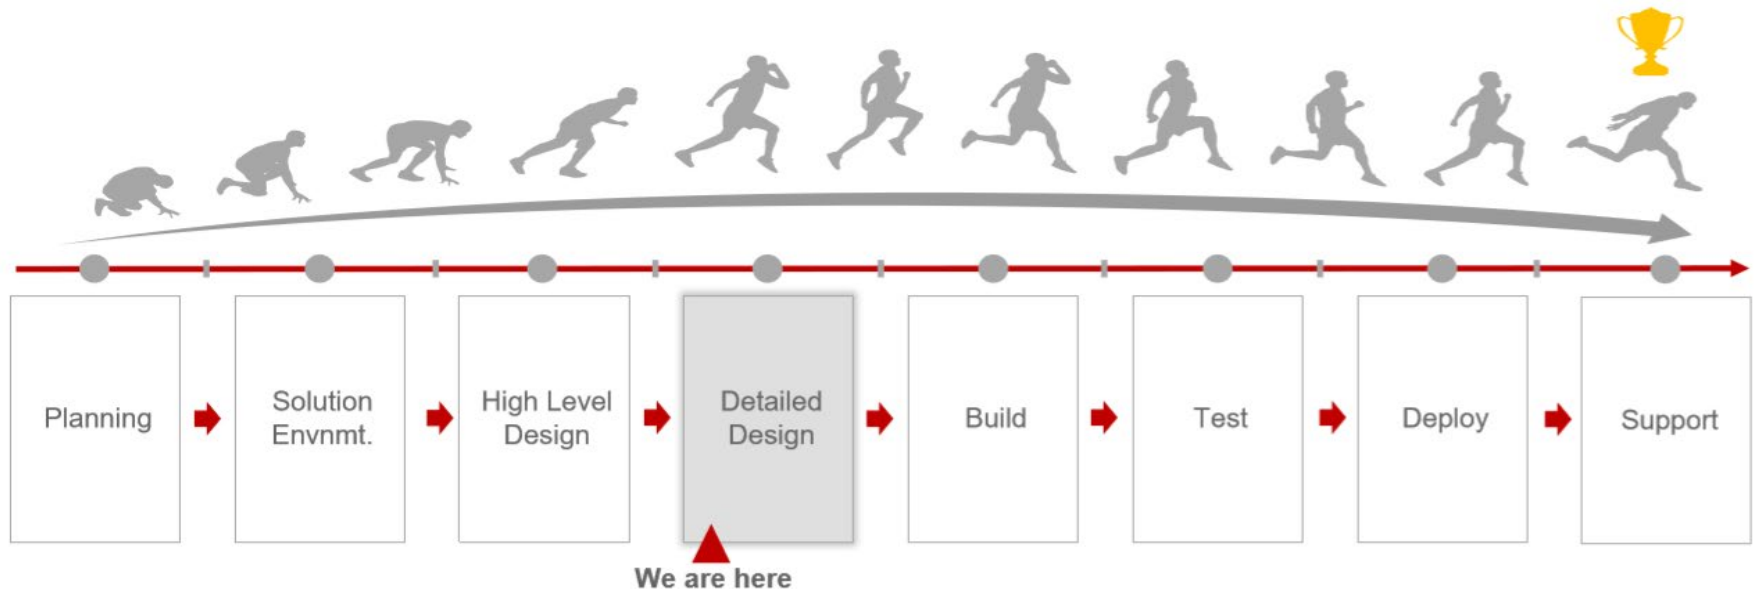 Planning
Solution
Envnmt.
High Level
Design
Detailed
Design
Build
Test
Deploy
Support
We are here